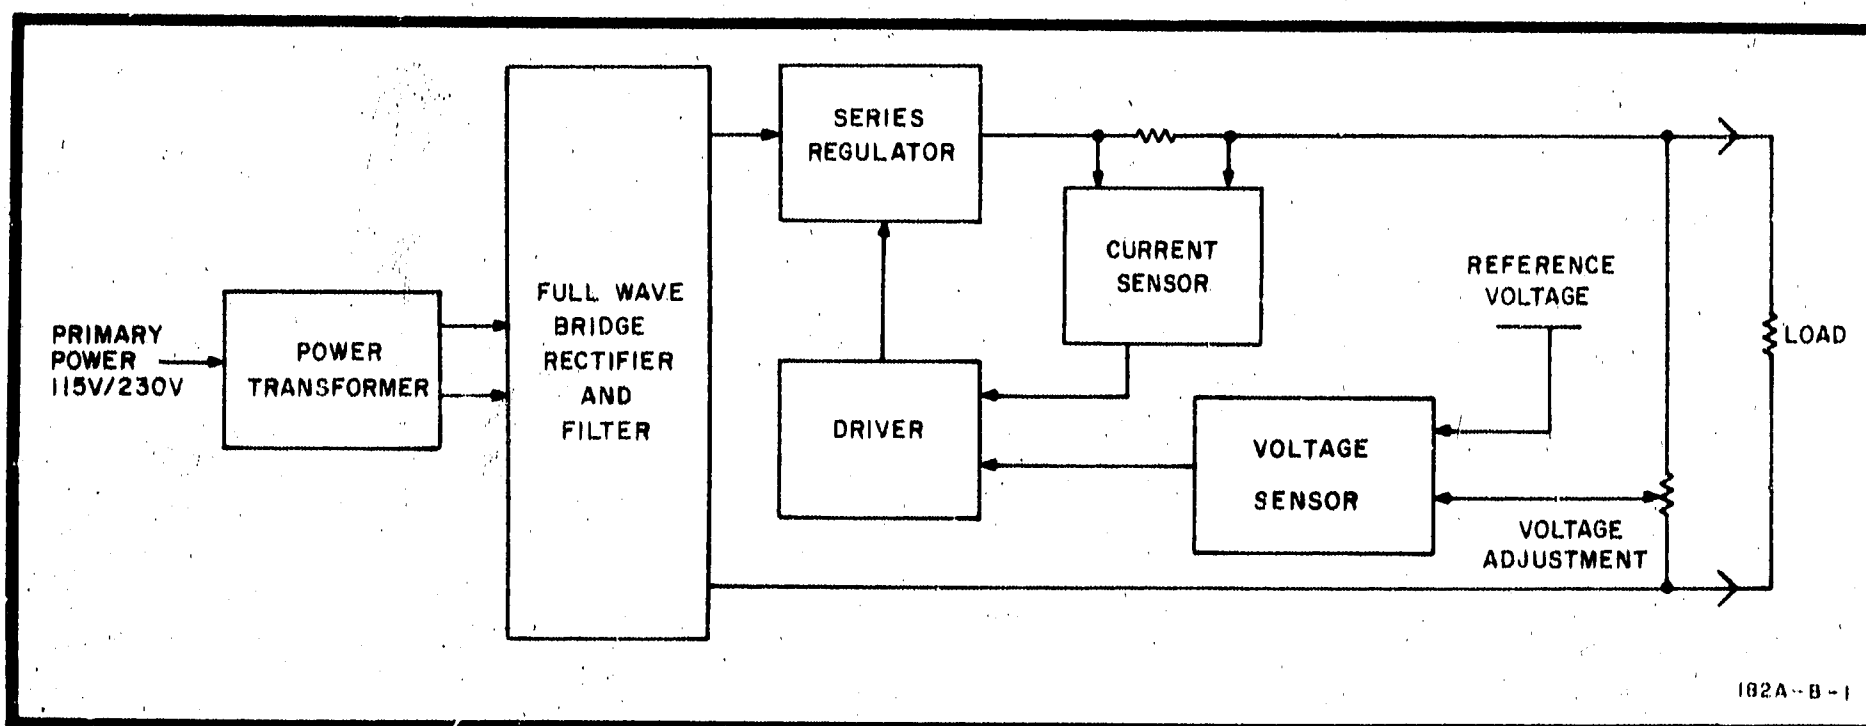 PRIMARY
POWER
115V/230V
POWER
TRANSFORMER
FULL WAVE
BRIDGE
RECTIFIER
AND
FILTER
SERIES
REGULATOR
DRIVER
CURRENT
SENSOR
VOLTAGE
SENSOR
REFERENCE
VOLTAGE
VOLTAGE
ADJUSTMENT
LOAD
182A-B-1